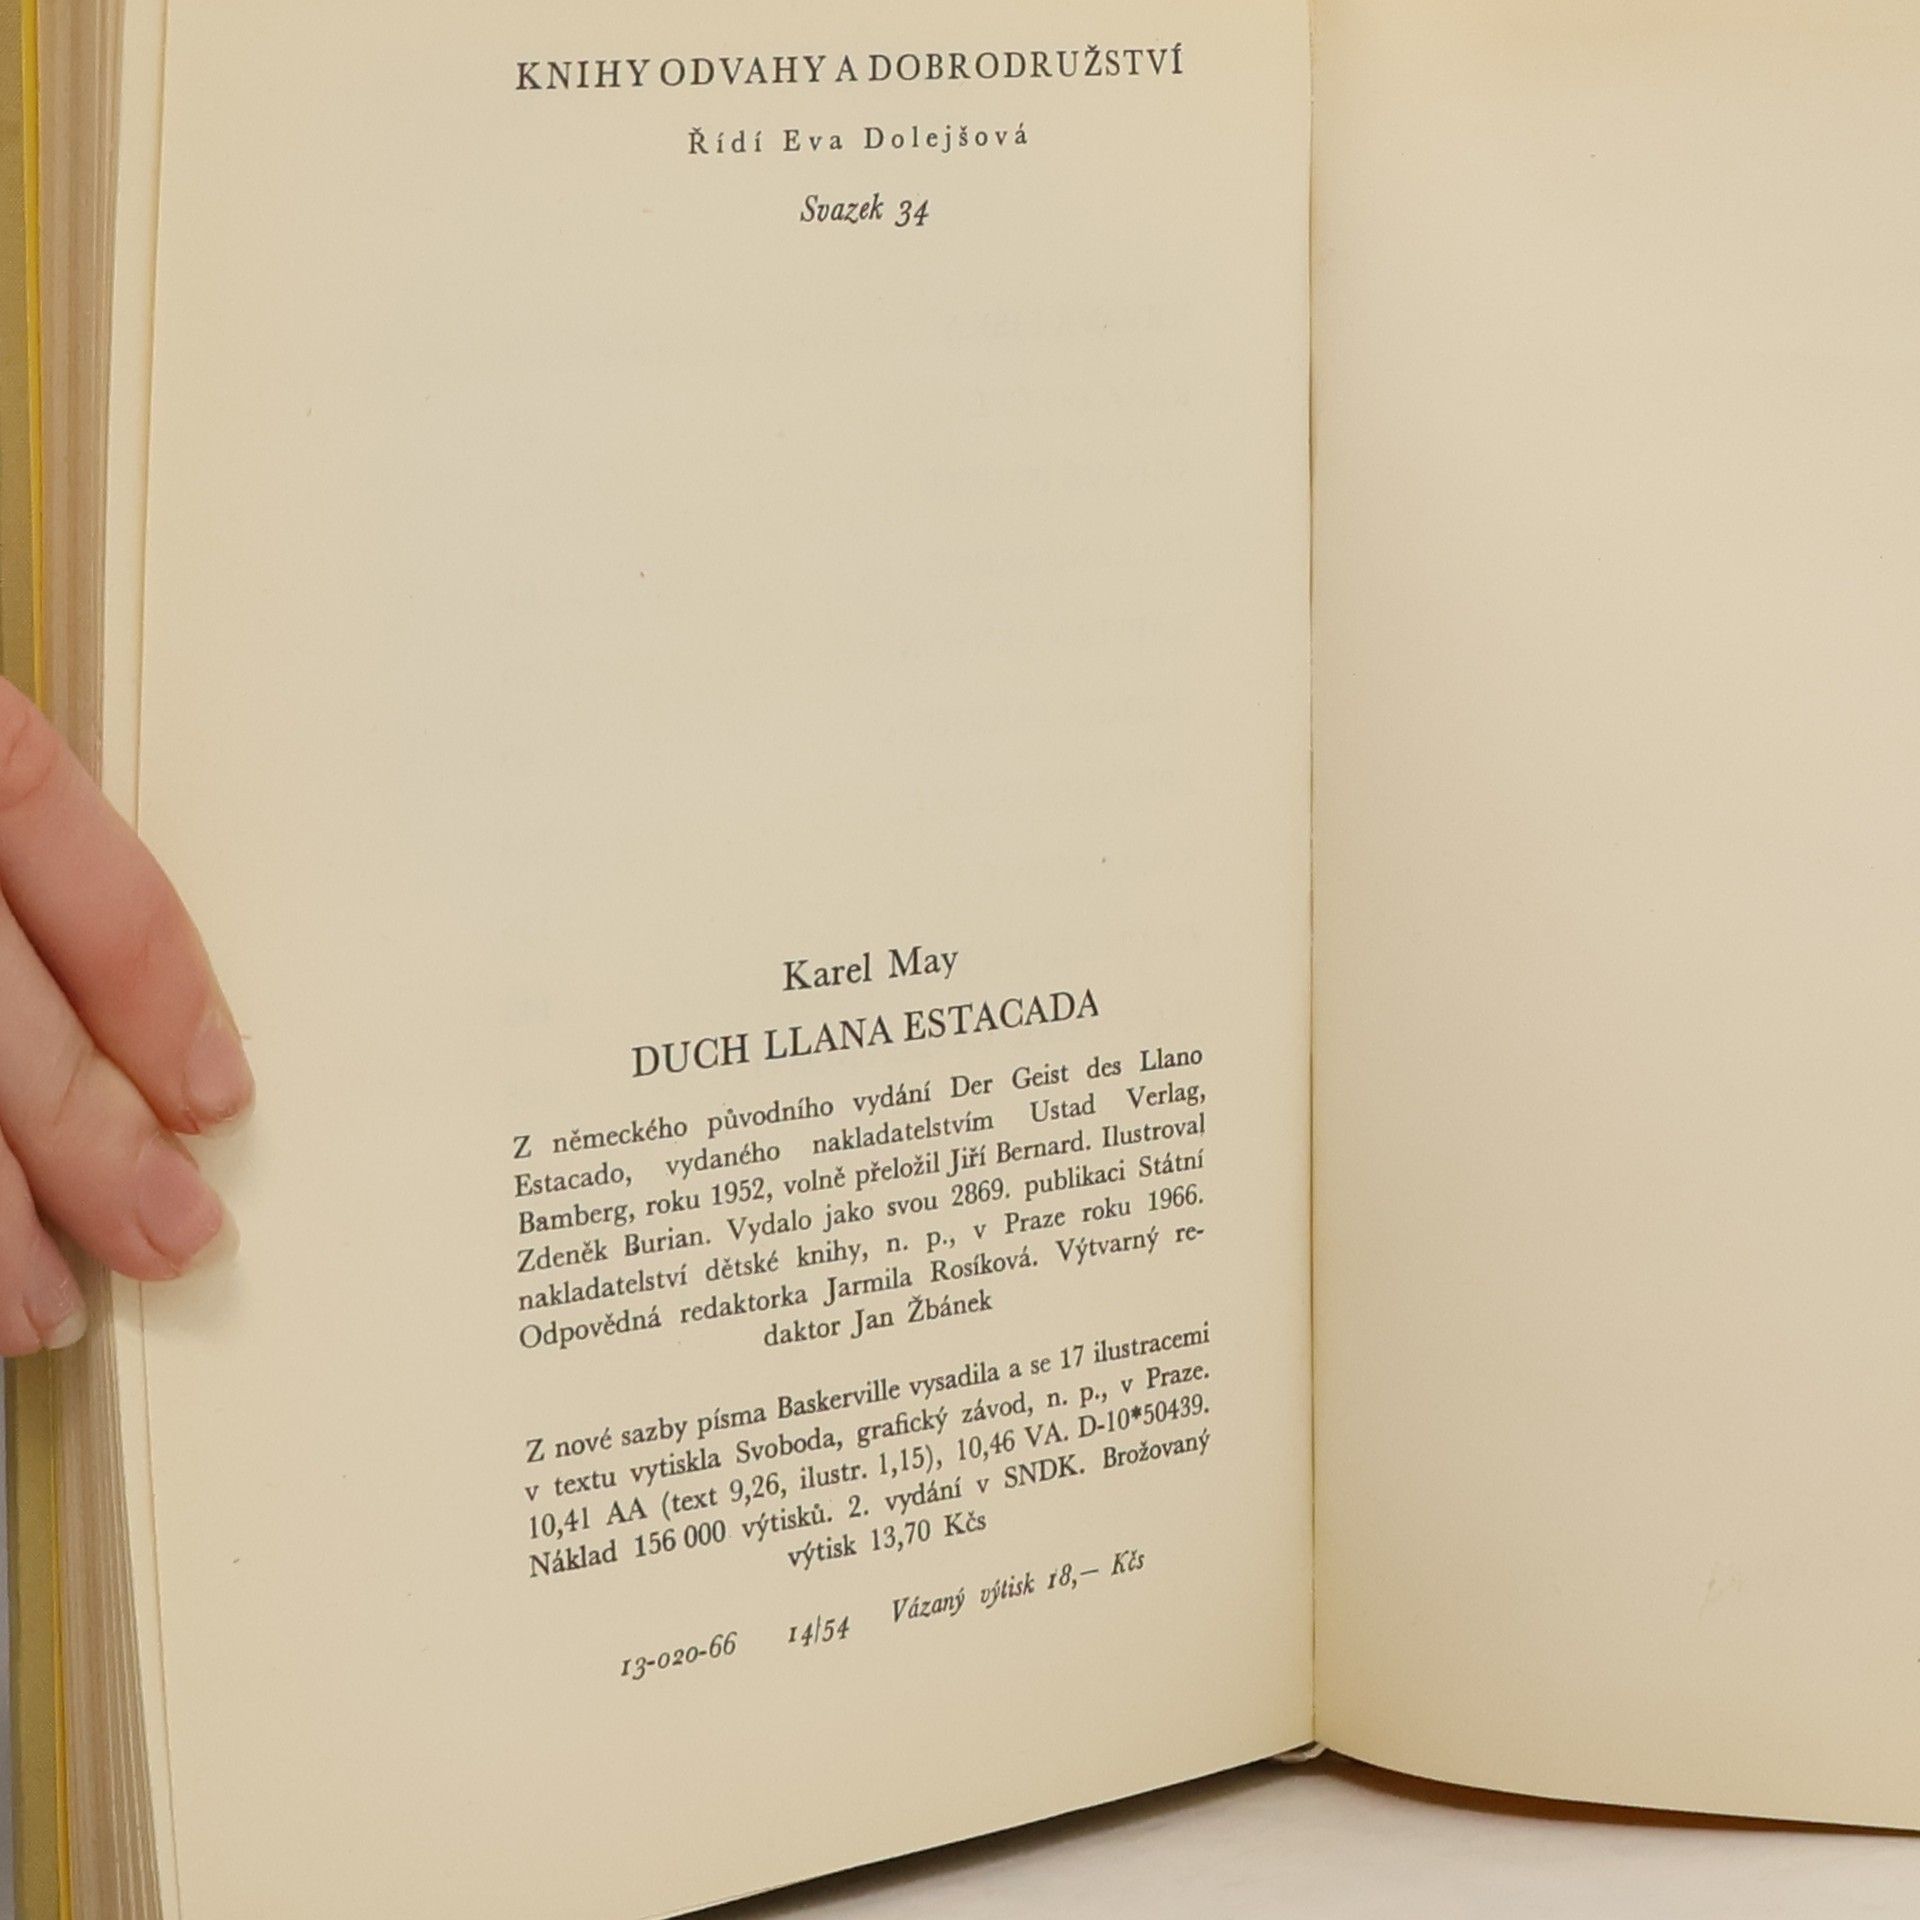 KNIHY ODVAHY A DOBRODRUŽSTVÍ
Řídí Eva Dolejšová
Svazek 34
Karel May
DUCH LLANA ESTACADA
Z německého původního vydání Der Geist des Llano
Estacado, vydaného nakladatelstvím Ustad Verlag,
Bamberg, roku 1952, volně přeložil Jiří Bernard. Ilustroval
Zdeněk Burian. Vydalo jako svou 2869. publikaci Státní
nakladatelství dětské knihy, n. p., v Praze roku 1966.
Odpovědná redaktorka Jarmila Rosíková. Výtvarný re-
daktor Jan Žbánek
Z nové sazby písma Baskerville vysadila a se 17 ilustracemi
v textu vytiskla Svoboda, grafický závod, n. p., v Praze.
10,41 AA (text 9,26, ilustr. 1,15), 10,46 VA. D-10*50439.
Náklad 156 000 výtisků. 2. vydání v SNDK. Brožovaný
výtisk 13,70 Kčs
13-020-66 14/54 Vázaný výtisk 18,— Kčs